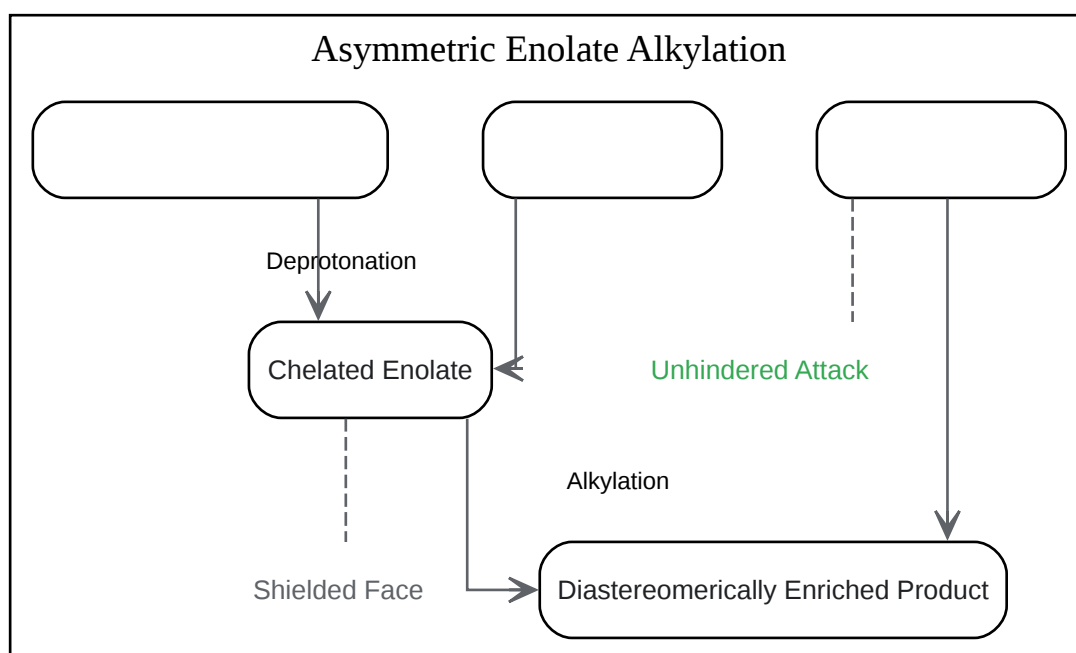 Asymmetric Enolate Alkylation
Deprotonation
Chelated Enolate
Unhindered Attack
Alkylation
Shielded Face
Diastereomerically Enriched Product